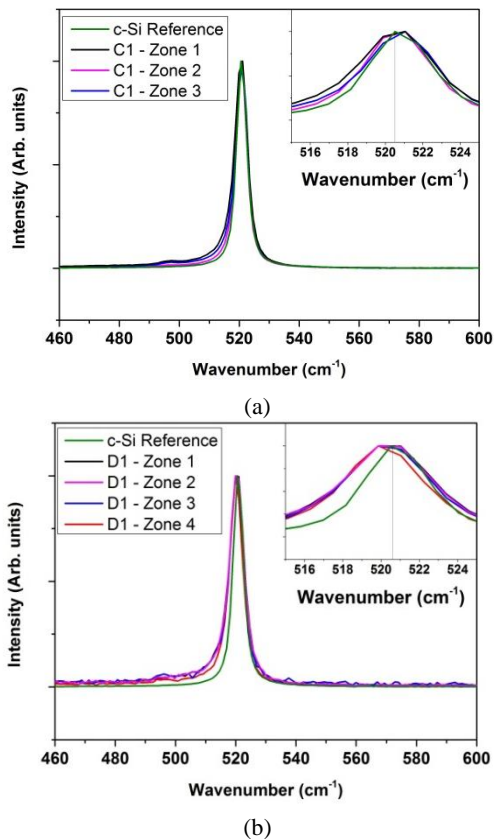 c-Si Reference
C1 - Zone 1
C1 - Zone 2
C1 - Zone 3
516 518 520 522 524
Wavenumber (cm-1)
Intensity (Arb. units)
460 480 500 520 540 560 580 600
Wavenumber (cm-1)
(a)
c-Si Reference
D1 - Zone 1
D1 - Zone 2
D1 - Zone 3
D1 - Zone 4
516 518 520 522 524
Wavenumber (cm-1)
Intensity (Arb. units)
460 480 500 520 540 560 580 600
Wavenumber (cm-1)
(b)